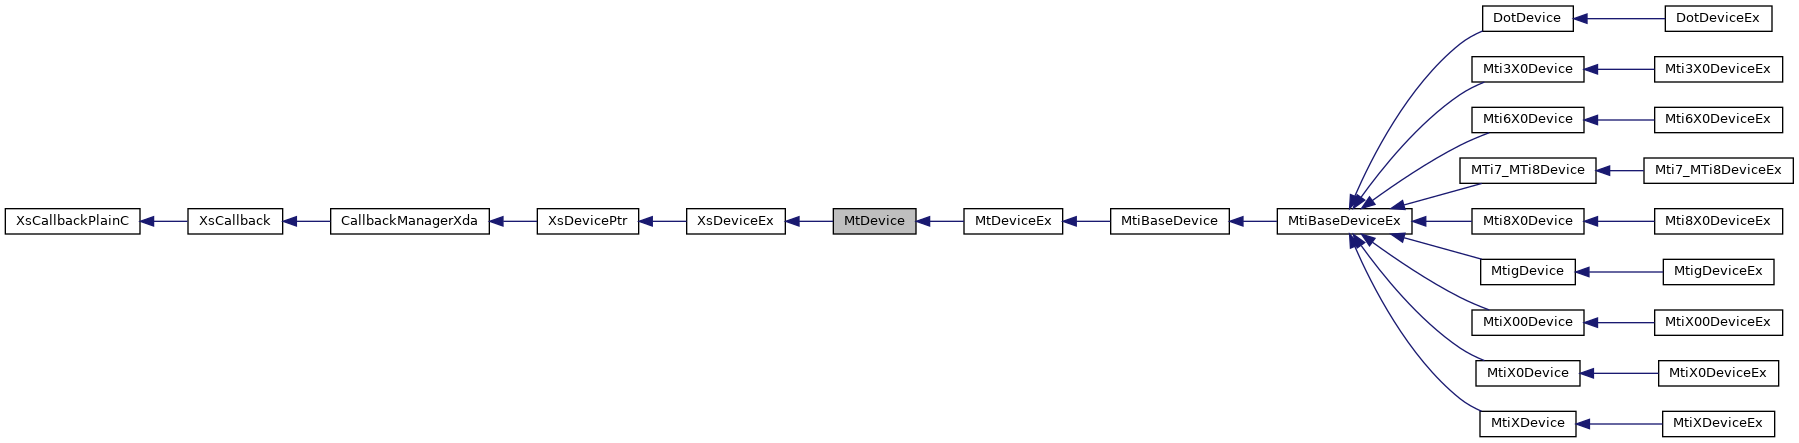 DotDevice
DotDeviceEx
Mti3X0Device
Mti3X0DeviceEx
Mti6X0Device
Mti6X0DeviceEx
MTi7_MTi8Device
Mti7_MTi8DeviceEx
XsCallbackPlainC
XsCallback
CallbackManagerXda
XsDevicePtr
XsDeviceEx
MtDevice
MtDeviceEx
MtiBaseDevice
MtiBaseDeviceEx
Mti8X0Device
Mti8X0DeviceEx
MtigDevice
MtigDeviceEx
MtiX00Device
MtiX00DeviceEx
MtiX0Device
MtiX0DeviceEx
MtiXDevice
MtiXDeviceEx